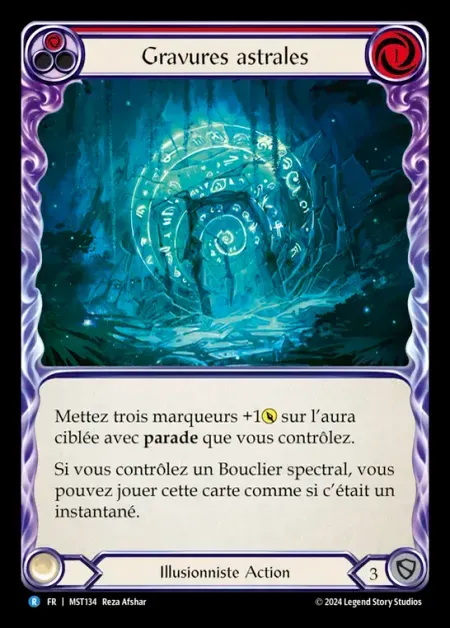 Gravures astrales
1
Mettez trois marqueurs +1 sur l'aura
ciblée avec parade que vous contrôlez.
Si vous contrôlez un Bouclier spectral, vous
pouvez jouer cette carte comme si c'était un
instantané.
Illusionniste Action
3
R FR | MST134 Reza Afshar
© 2024 Legend Story Studios